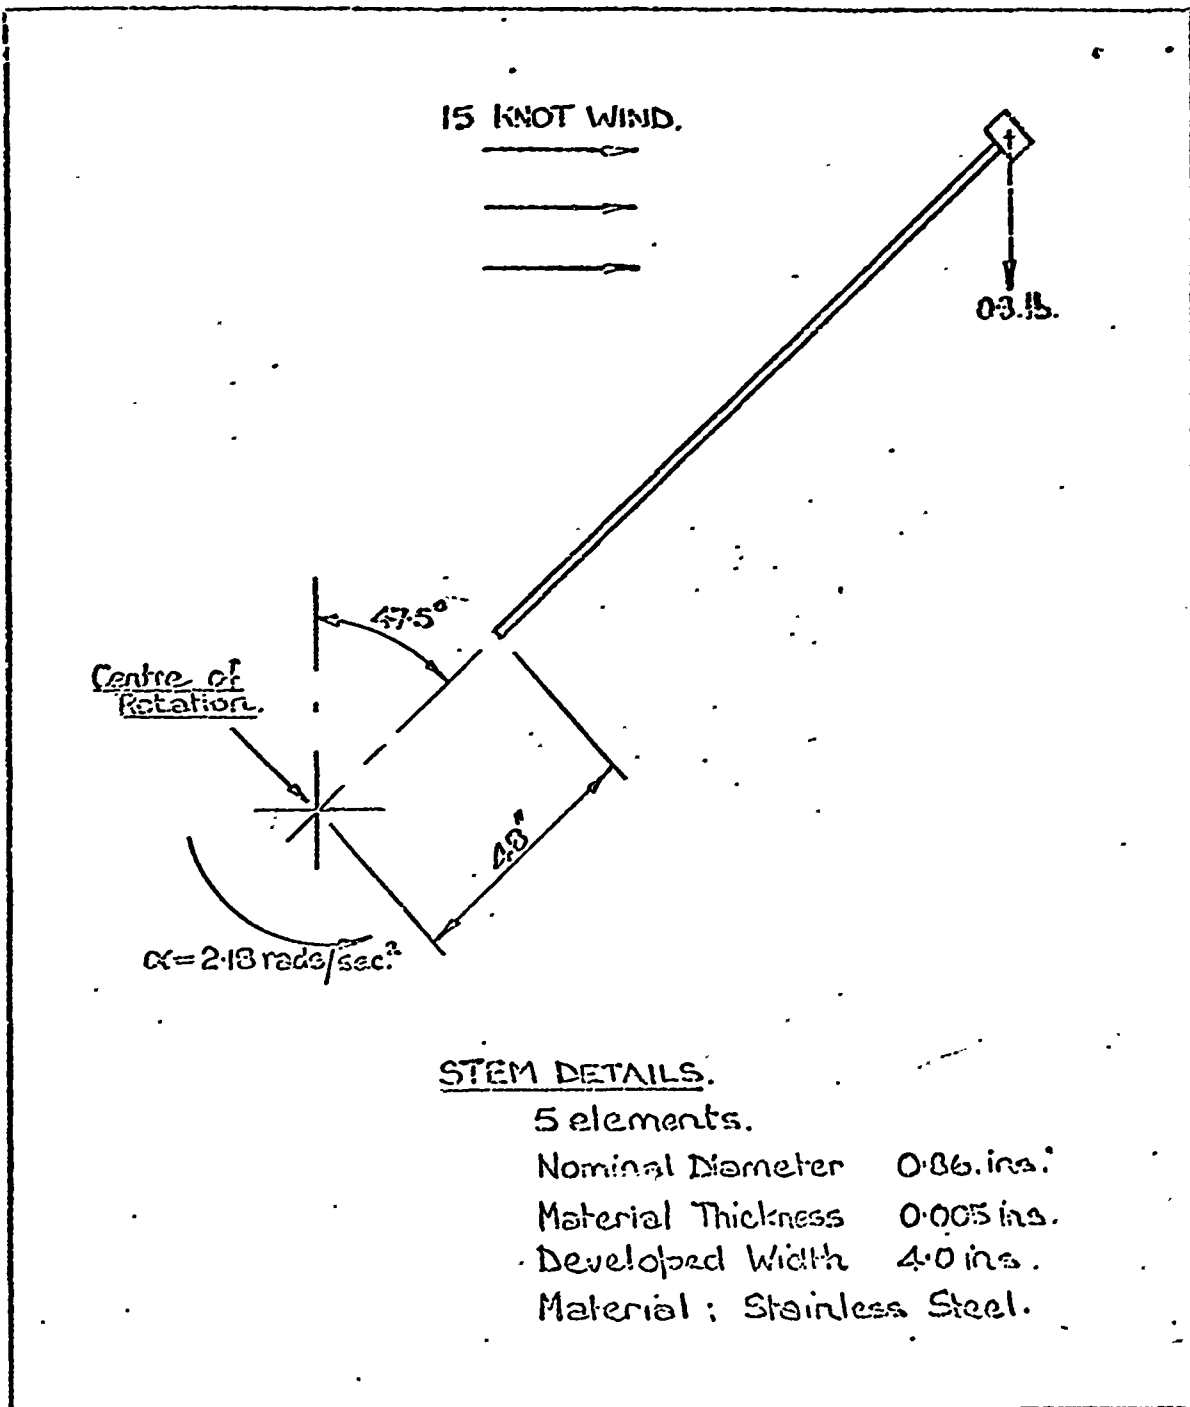 15 KNOT WIND.
0.3.lb.
47.5°
Centre of
Rotation.
48"
α=2.18 rads/sec.²
STEM DETAILS.
5 elements.
Nominal Diameter 0.86.ins.
Material Thickness 0.005 ins.
Developed Width 4.0 ins.
Material; Stainless Steel.